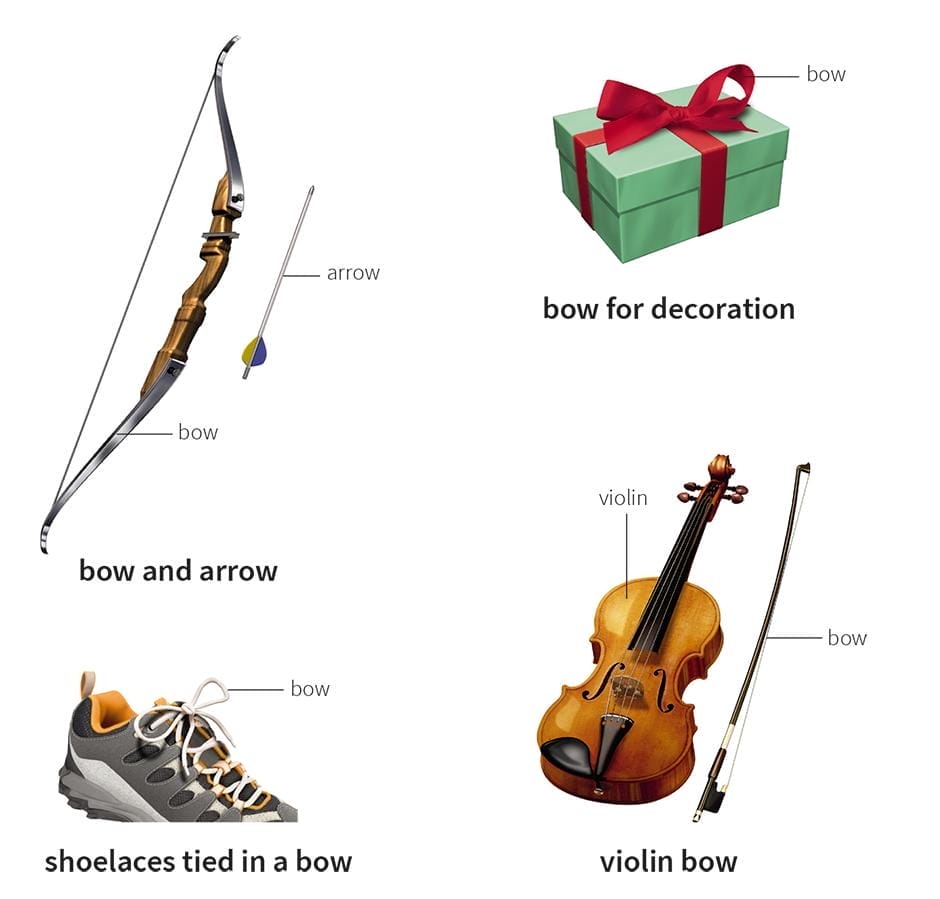 bow
arrow
bow
bow and arrow
bow for decoration
bow
shoelaces tied in a bow
violin
bow
violin bow